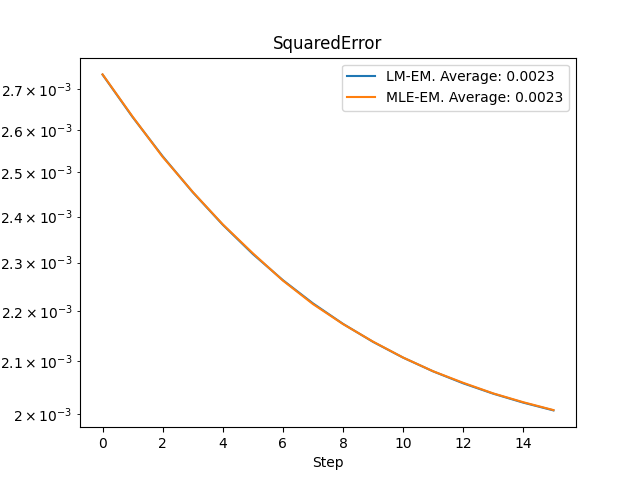 SquaredError
LM-EM. Average: 0.0023
MLE-EM. Average: 0.0023
2.7 × 10⁻³
2.6 × 10⁻³
2.5 × 10⁻³
2.4 × 10⁻³
2.3 × 10⁻³
2.2 × 10⁻³
2.1 × 10⁻³
2 × 10⁻³
0 2 4 6 8 10 12 14
Step